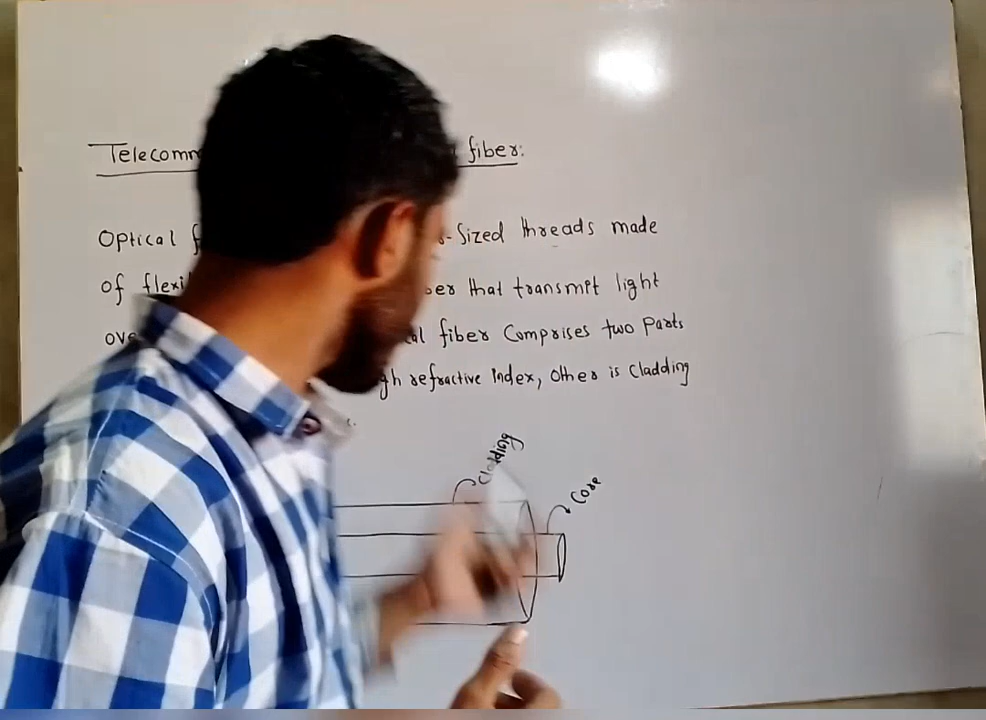 Telecomm fiber:
Optical f -Sized threads made
of flexi ber that transmit light
ove al fiber Comprises two Parts
gh refractive index, Other is Cladding
Cladding
Core